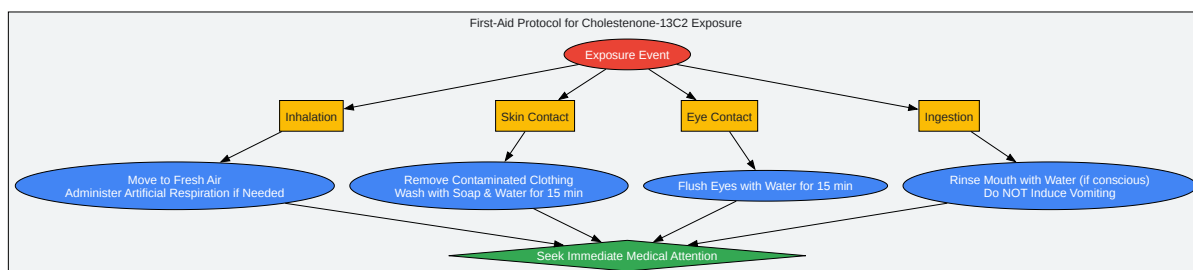 First-Aid Protocol for Cholestenone-13C2 Exposure
Exposure Event
Inhalation
Skin Contact
Eye Contact
Ingestion
Move to Fresh Air
Administer Artificial Respiration if Needed
Remove Contaminated Clothing
Wash with Soap & Water for 15 min
Flush Eyes with Water for 15 min
Rinse Mouth with Water (if conscious)
Do NOT Induce Vomiting
Seek Immediate Medical Attention